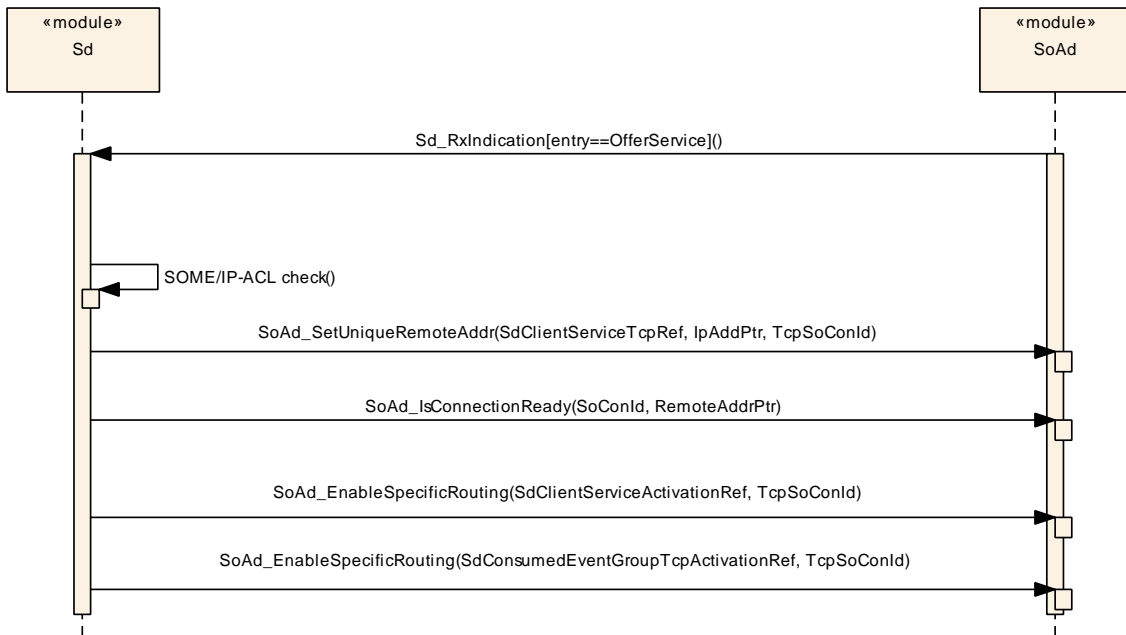 «module»
Sd
«module»
SoAd
Sd_RxIndication[entry==OfferService]()
SOME/IP-ACL check()
SoAd_SetUniqueRemoteAddr(SdClientServiceTcpRef, IpAddPtr, TcpSoConId)
SoAd_IsConnectionReady(SoConId, RemoteAddrPtr)
SoAd_EnableSpecificRouting(SdClientServiceActivationRef, TcpSoConId)
SoAd_EnableSpecificRouting(SdConsumedEventGroupTcpActivationRef, TcpSoConId)